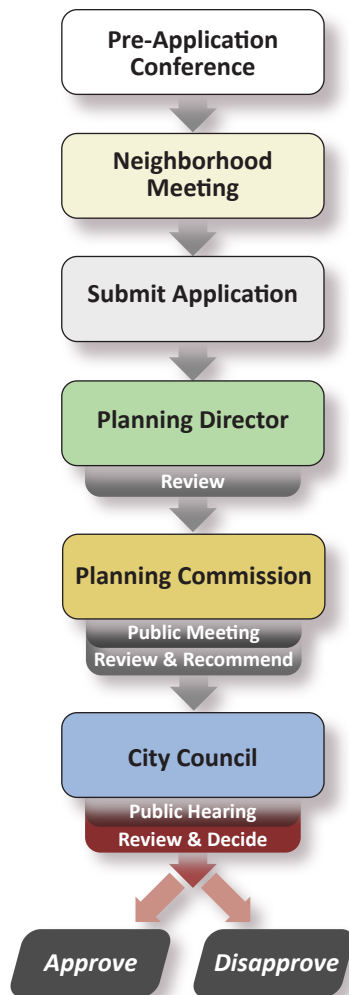 Pre-Application
Conference
Neighborhood
Meeting
Submit Application
Planning Director
Review
Planning Commission
Public Meeting
Review & Recommend
City Council
Public Hearing
Review & Decide
Approve
Disapprove